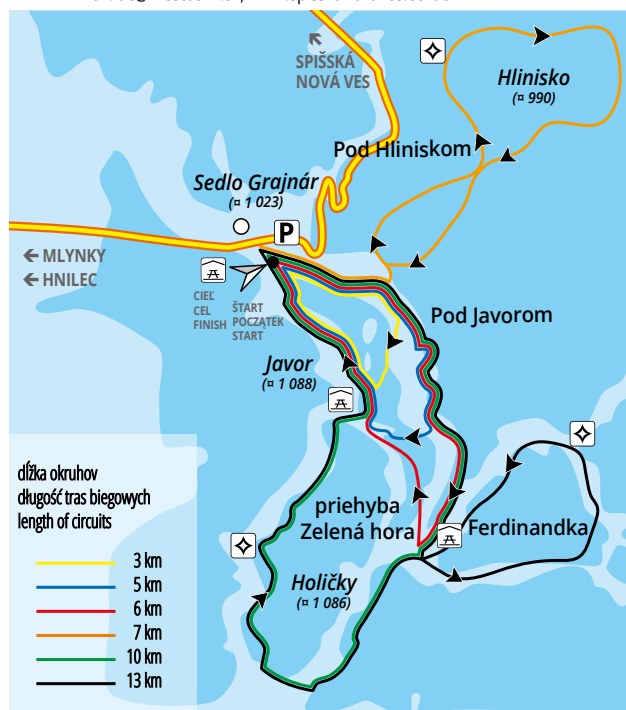 SPIŠSKÁ
NOVÁ VES
Hlinisko
(¤ 990)
Pod Hliniskom
Sedlo Grajnár
(¤ 1 023)
P
MLYNKY
HNILEC
CIEĽ
CEL
FINISH
ŠTART
POCZĄTEK
START
Pod Javorom
Javor
(¤ 1 088)
dĺžka okruhov
długość tras biegowych
length of circuits
3 km
5 km
6 km
7 km
10 km
13 km
priehyba
Zelená hora
Ferdinandka
Holičky
(¤ 1 086)